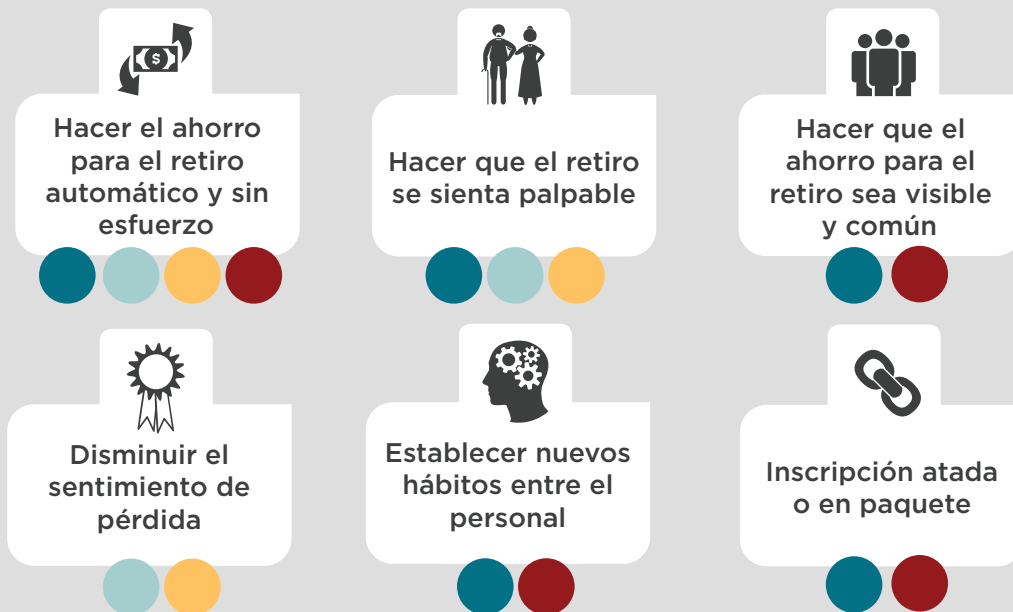 Hacer el ahorro
para el retiro
automático y sin
esfuerzo
Hacer que el retiro
se sienta palpable
Hacer que el
ahorro para el
retiro sea visible
y común
Disminuir el
sentimiento de
pérdida
Establecer nuevos
hábitos entre el
personal
Inscripción atada
o en paquete